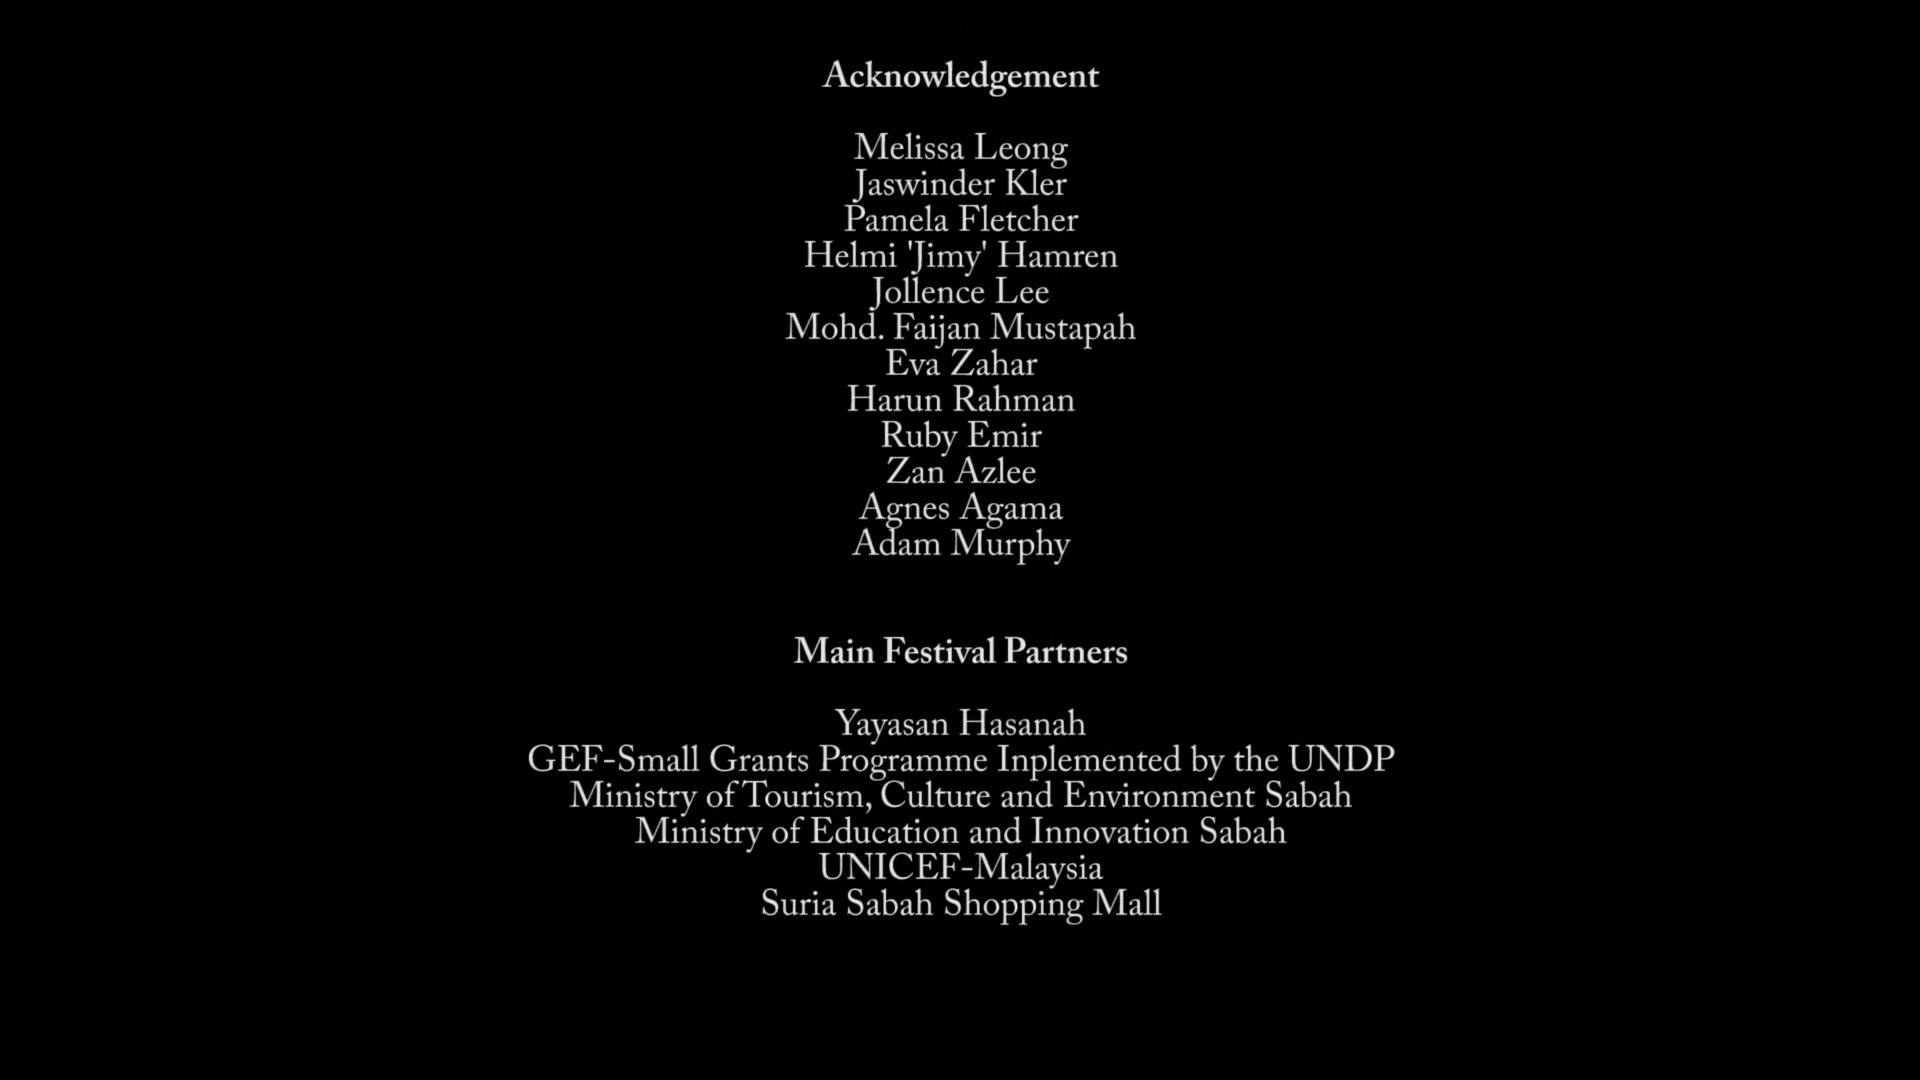 Acknowledgement
Melissa Leong
Jaswinder Kler
Pamela Fletcher
Helmi 'Jimy' Hamren
Jollence Lee
Mohd. Faijan Mustapah
Eva Zahar
Harun Rahman
Ruby Emir
Zan Azlee
Agnes Agama
Adam Murphy
Main Festival Partners
Yayasan Hasanah
GEF-Small Grants Programme Inplemented by the UNDP
Ministry of Tourism, Culture and Environment Sabah
Ministry of Education and Innovation Sabah
UNICEF-Malaysia
Suria Sabah Shopping Mall